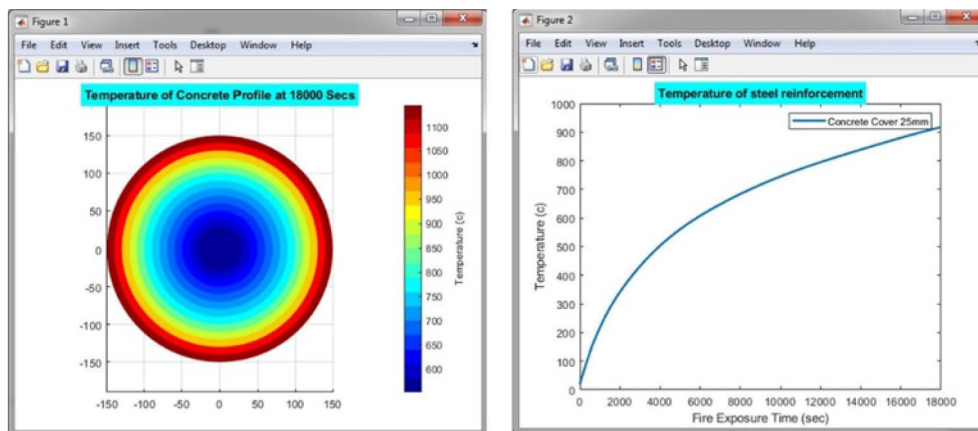 Figure 1
File Edit View Insert Tools Desktop Window Help
Temperature of Concrete Profile at 18000 Secs
150
100
50
0
-50
-100
-150
-150 -100 -50 0 50 100 150
1100
1050
1000
950
900
850
800
750
700
650
600
Temperature (c)
Figure 2
File Edit View Insert Tools Desktop Window Help
Temperature of steel reinforcement
Concrete Cover 25mm
1000
900
800
700
600
500
400
300
200
100
0
Temperature (c)
0 2000 4000 6000 8000 10000 12000 14000 16000 18000
Fire Exposure Time (sec)